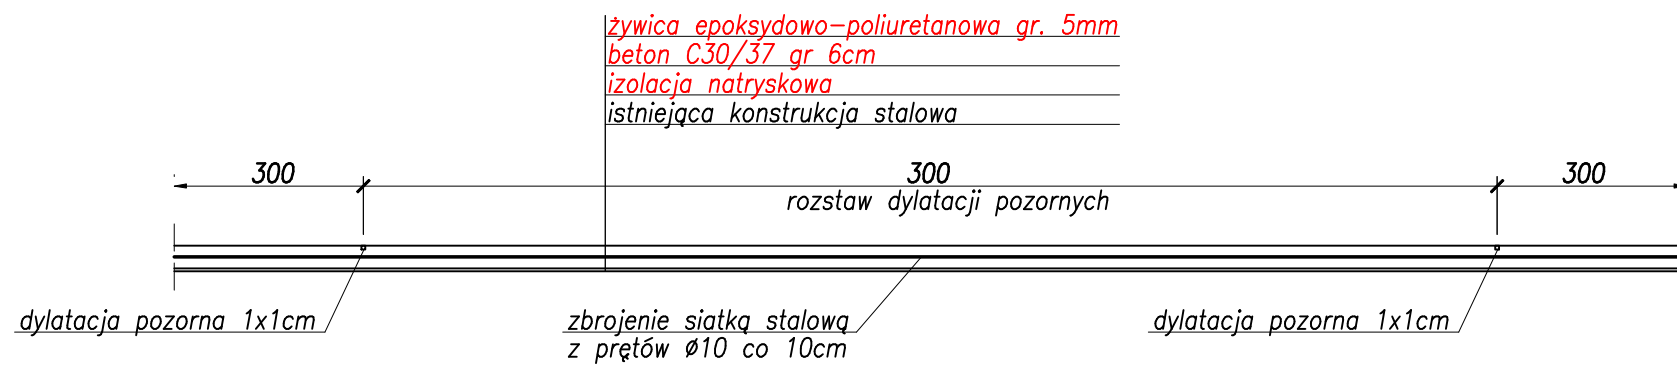 żywica epoksydowo-poliuretanowa gr. 5mm
beton C30/37 gr 6cm
izolacja natryskowa
istniejąca konstrukcja stalowa
300 300 300
rozstaw dylatacji pozornych
dylatacja pozorna 1x1cm
zbrojenie siatką stalową
z prętów Ø10 co 10cm
dylatacja pozorna 1x1cm